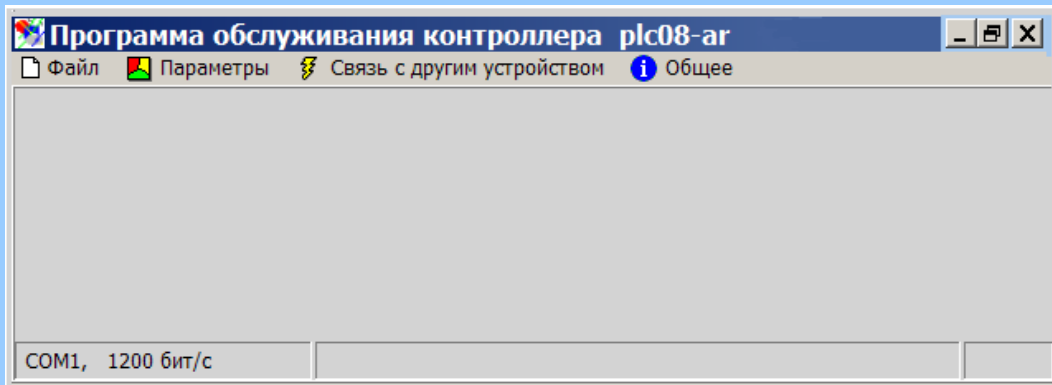 Программа обслуживания контроллера plc08-ar
Файл Параметры Связь с другим устройством Общее
COM1, 1200 бит/с